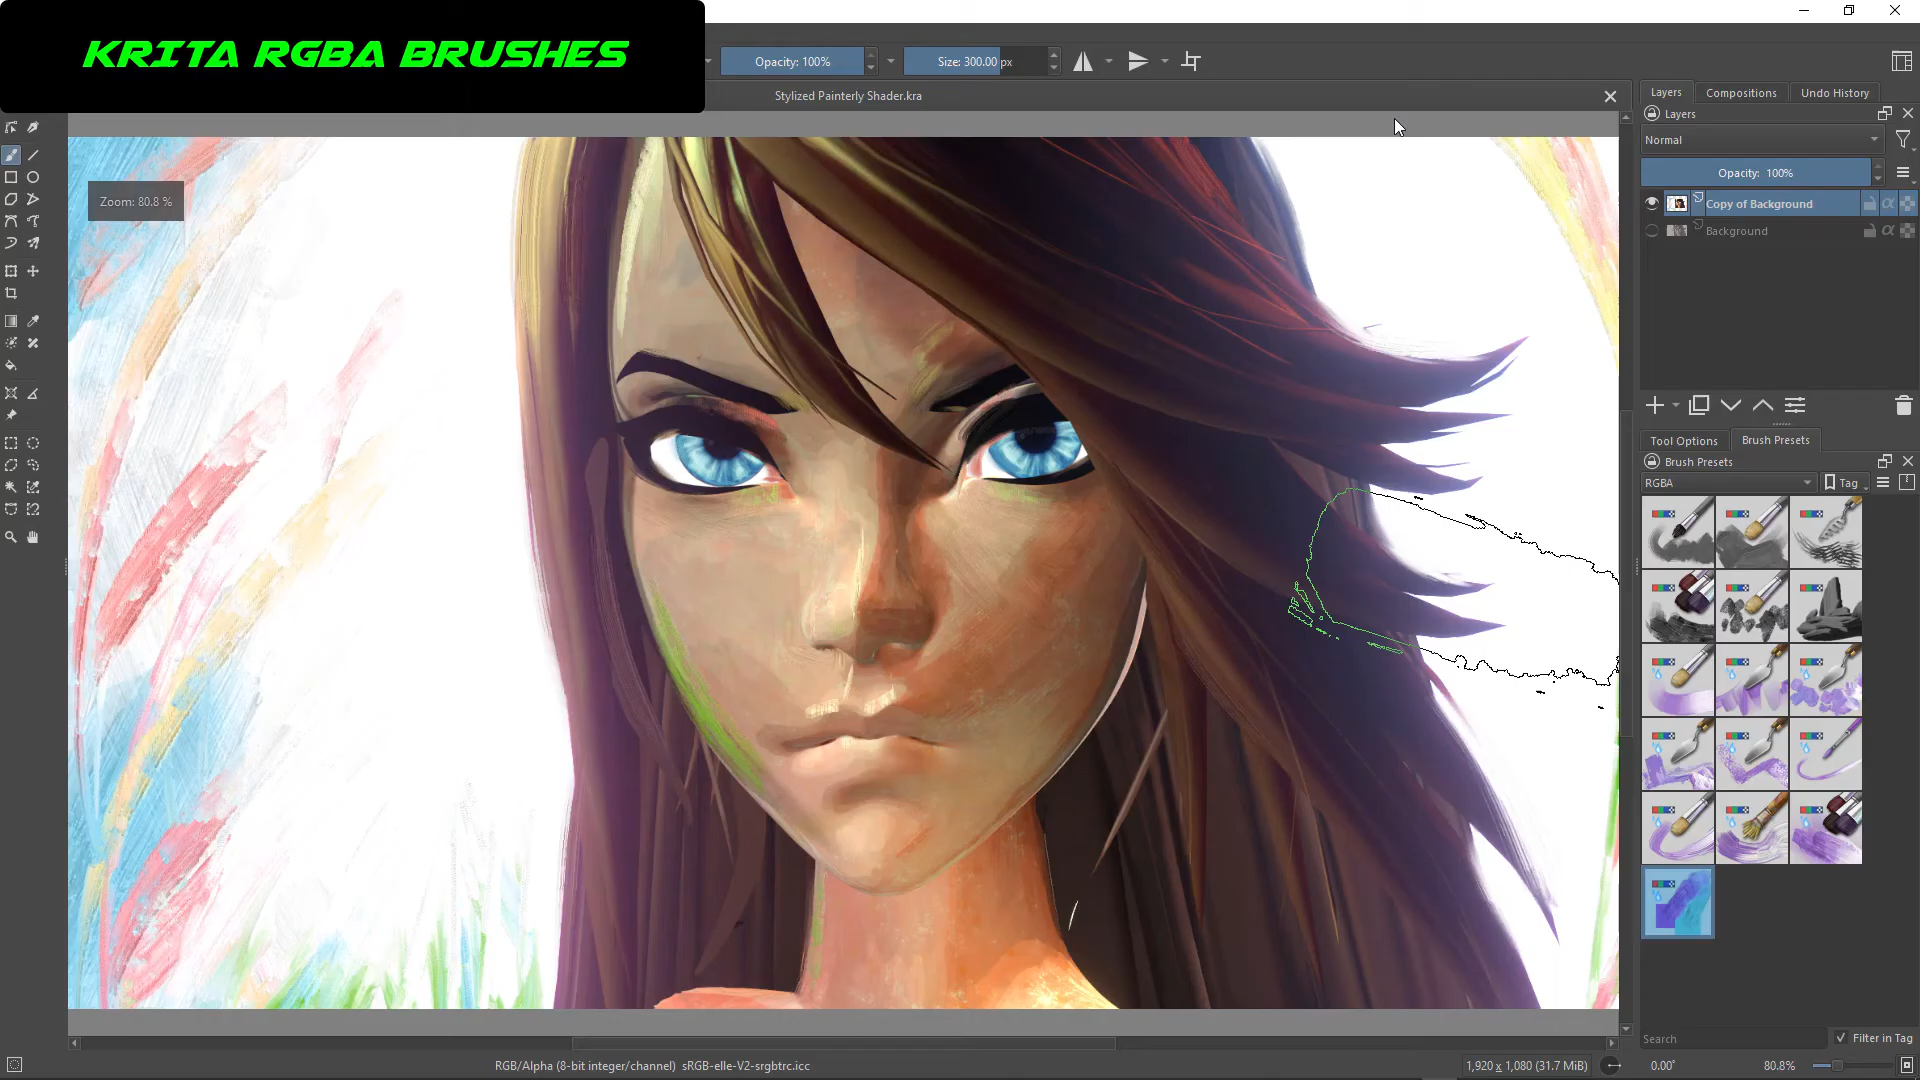 KRITA RGBA BRUSHES
Opacity: 100%
Size: 300.00 px
Stylized Painterly Shader.kra
Zoom: 80.8 %
Layers
Compositions
Undo History
Layers
Normal
Opacity: 100%
Copy of Background
Background
Tool Options
Brush Presets
Brush Presets
RGBA
Tag
Search
Filter in Tag
RGB/Alpha (8-bit integer/channel) sRGB-elle-V2-srgbtrc.icc
1,920 x 1,080 (31.7 MiB)
0.00°
80.8%